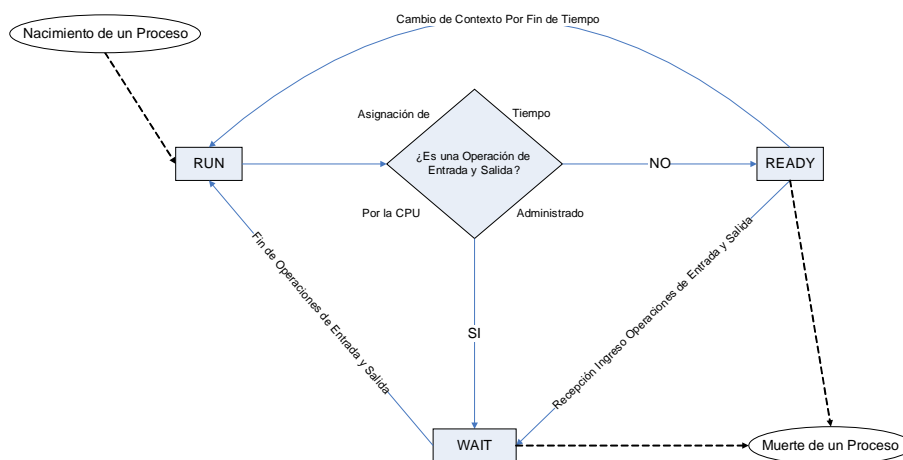 Cambio de Contexto Por Fin de Tiempo
Nacimiento de un Proceso
Asignación de
Tiempo
RUN
¿Es una Operación de
Entrada y Salida?
NO
READY
Por la CPU
Administrado
Fin de Operaciones de Entrada y Salida
SI
Recepción Ingreso Operaciones de Entrada y Salida
WAIT
Muerte de un Proceso